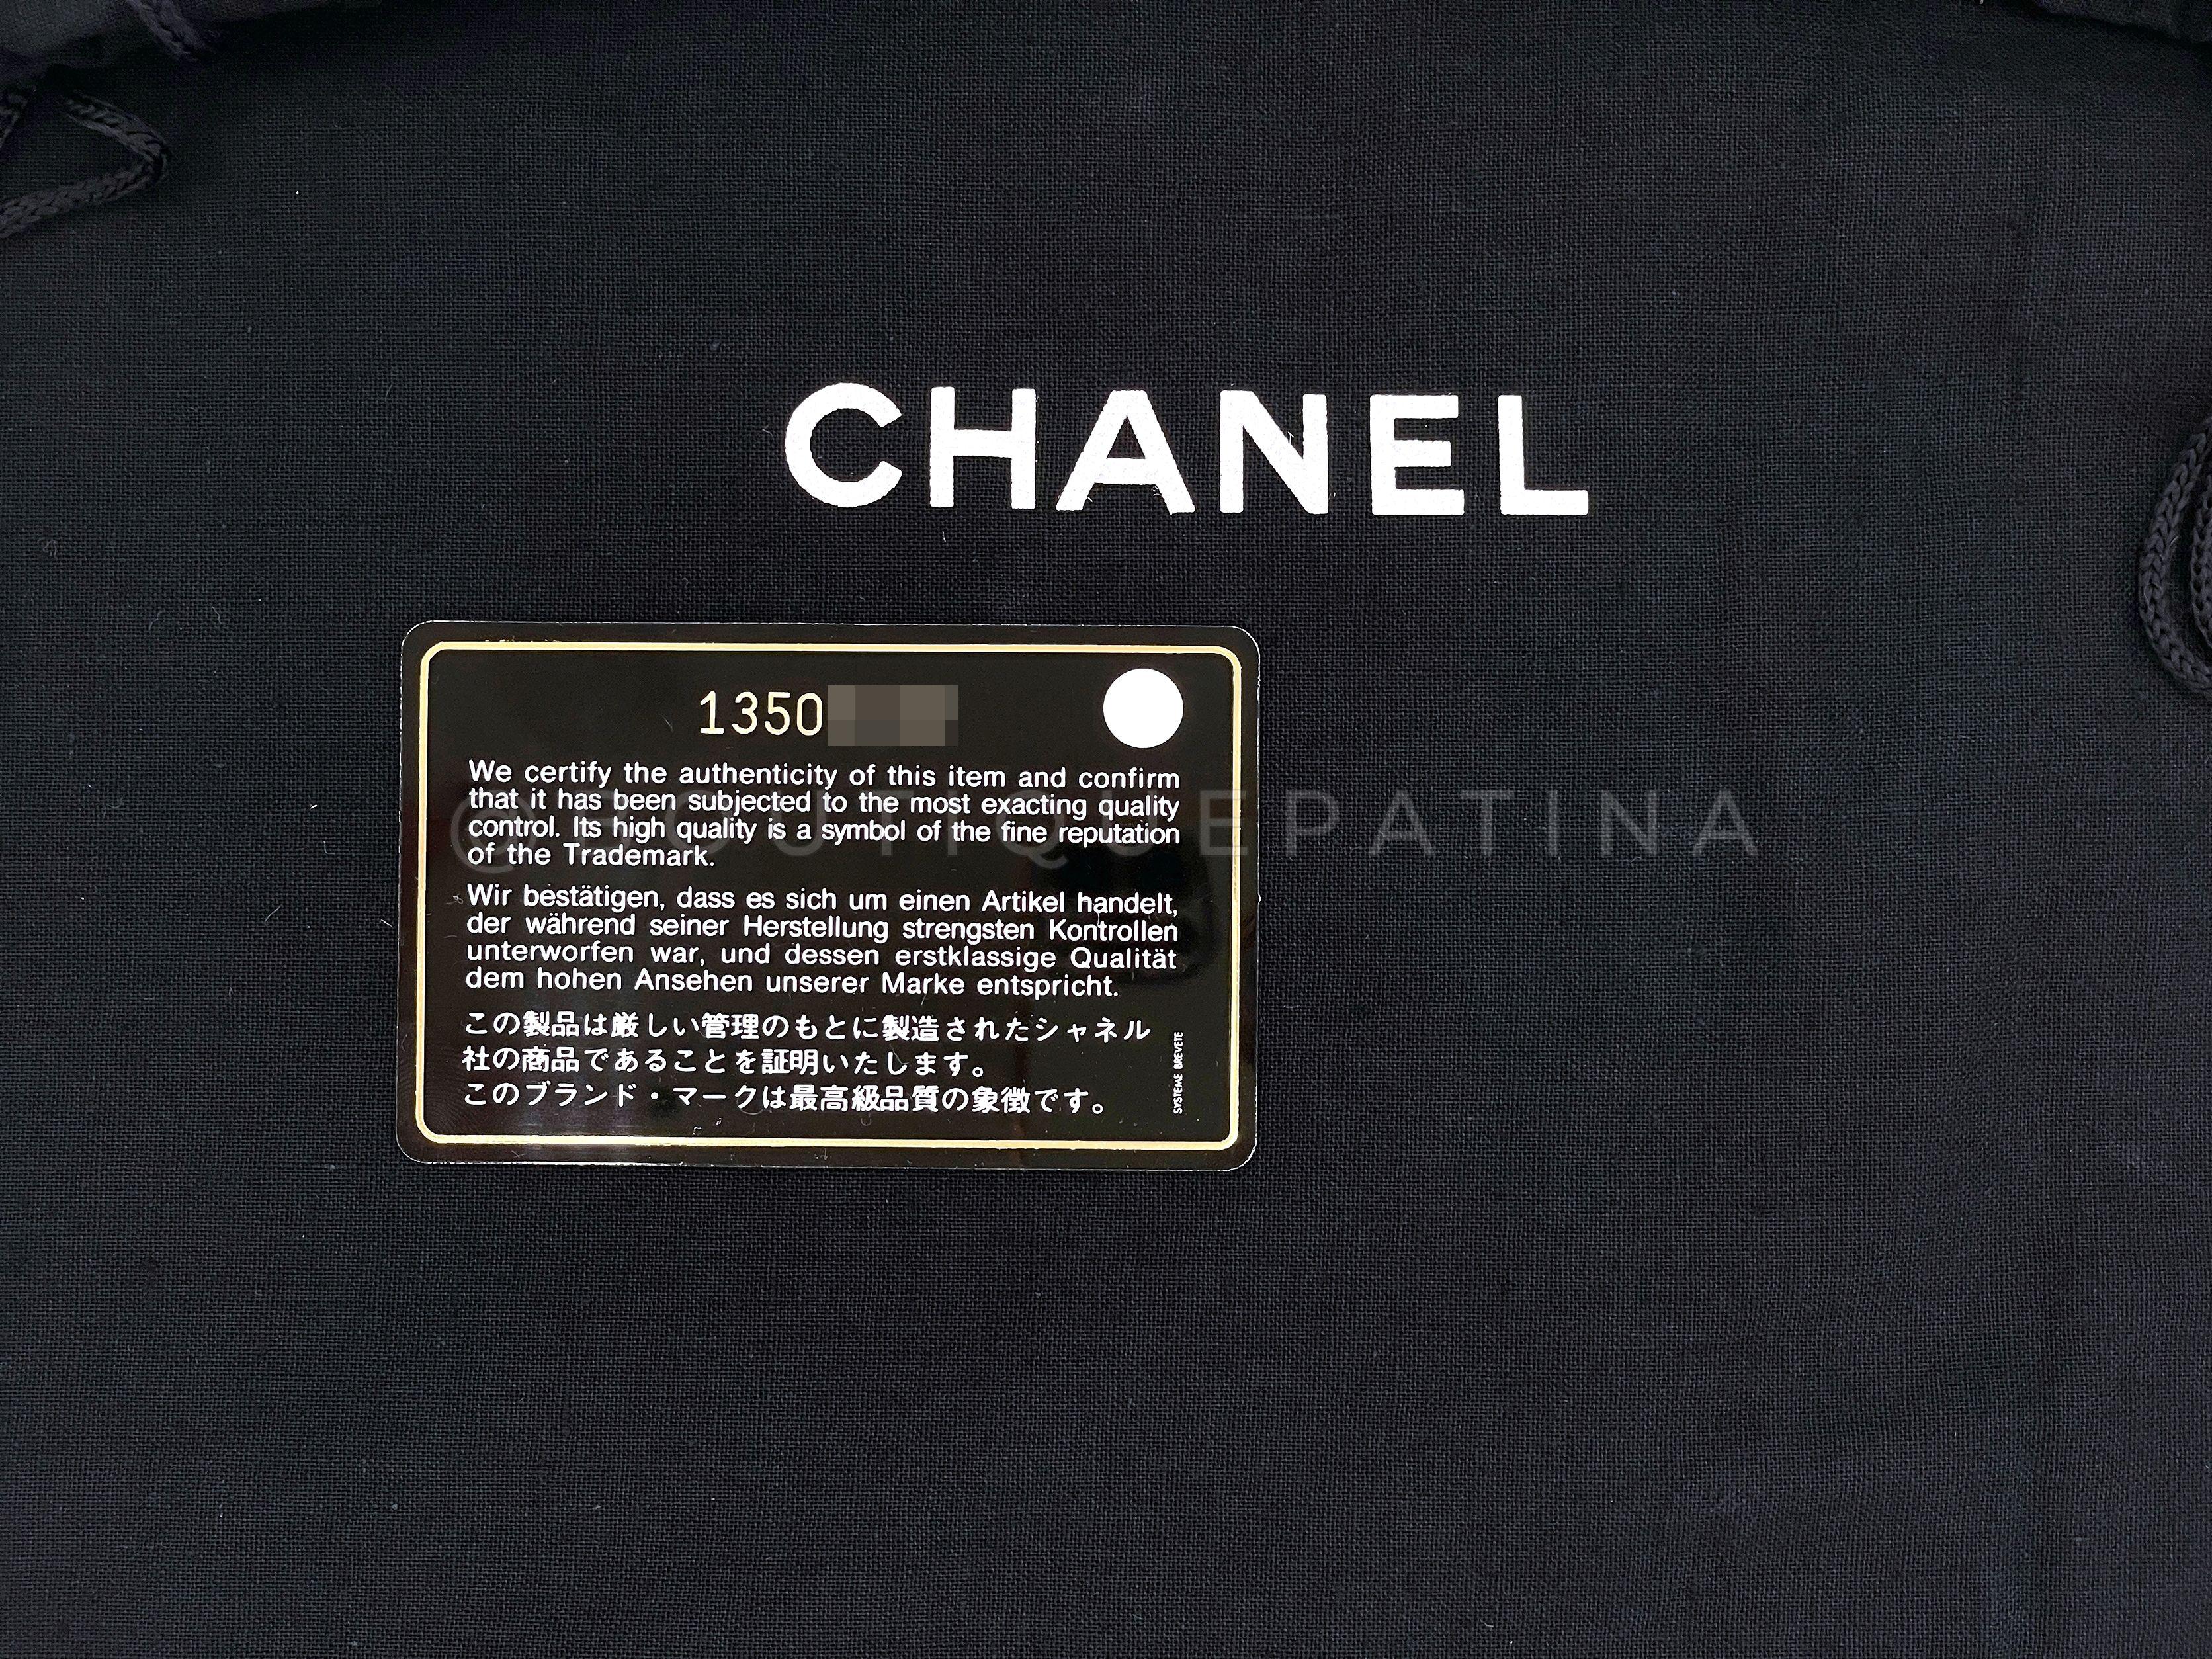 CHANEL
1350
We certify the authenticity of this item and confirm
that it has been subjected to the most exacting quality
control. Its high quality is a symbol of the fine reputation
of the Trademark.
@BOUTIQUEPATINA
Wir bestätigen, dass es sich um einen Artikel handelt,
der während seiner Herstellung strengsten Kontrollen
unterworfen war, und dessen erstklassige Qualität
dem hohen Ansehen unserer Marke entspricht.
この製品は厳しい管理のもとに製造されたシャネル
社の商品であることを証明いたします。
このブランド・マークは最高級品質の象徴です。
SYSTEME BREVETE